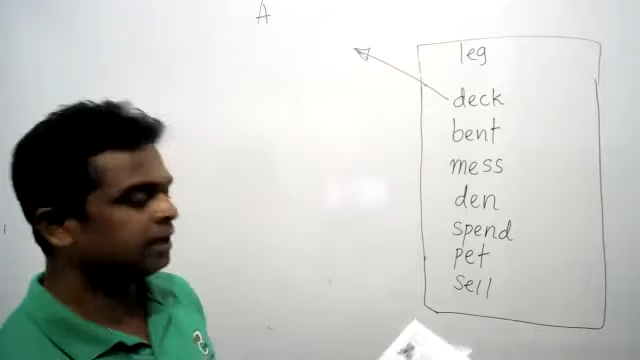 A
leg
deck
bent
mess
den
spend
pet
sell